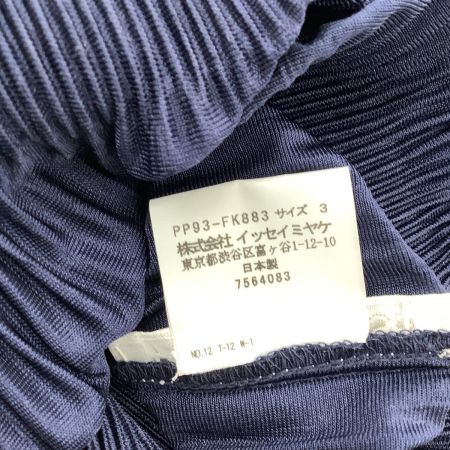 PP93-FK883 サイズ 3
株式会社 イッセイミヤケ
東京都渋谷区富ヶ谷1-12-10
日本製
7564083
NO.12 T-12 W-1